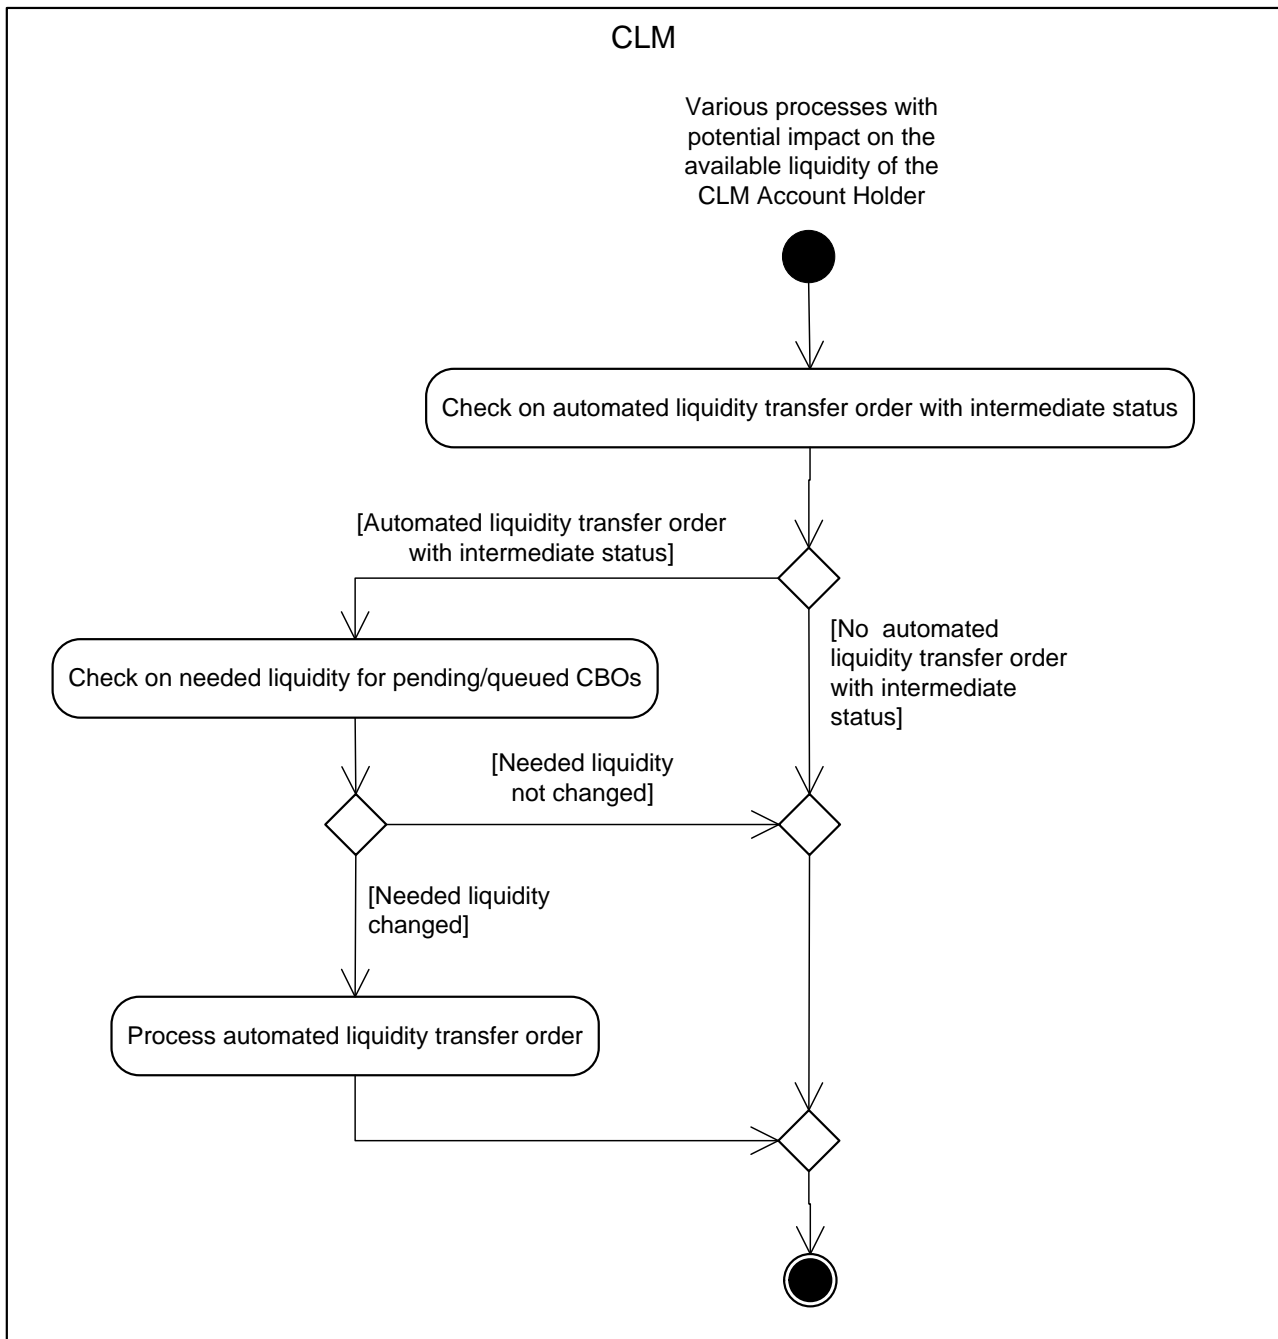 CLM
Various processes with
potential impact on the
available liquidity of the
CLM Account Holder
Check on automated liquidity transfer order with intermediate status
[Automated liquidity transfer order
with intermediate status]
[No  automated
liquidity transfer order
with intermediate
status]
Check on needed liquidity for pending/queued CBOs
[Needed liquidity
not changed]
[Needed liquidity
changed]
Process automated liquidity transfer order